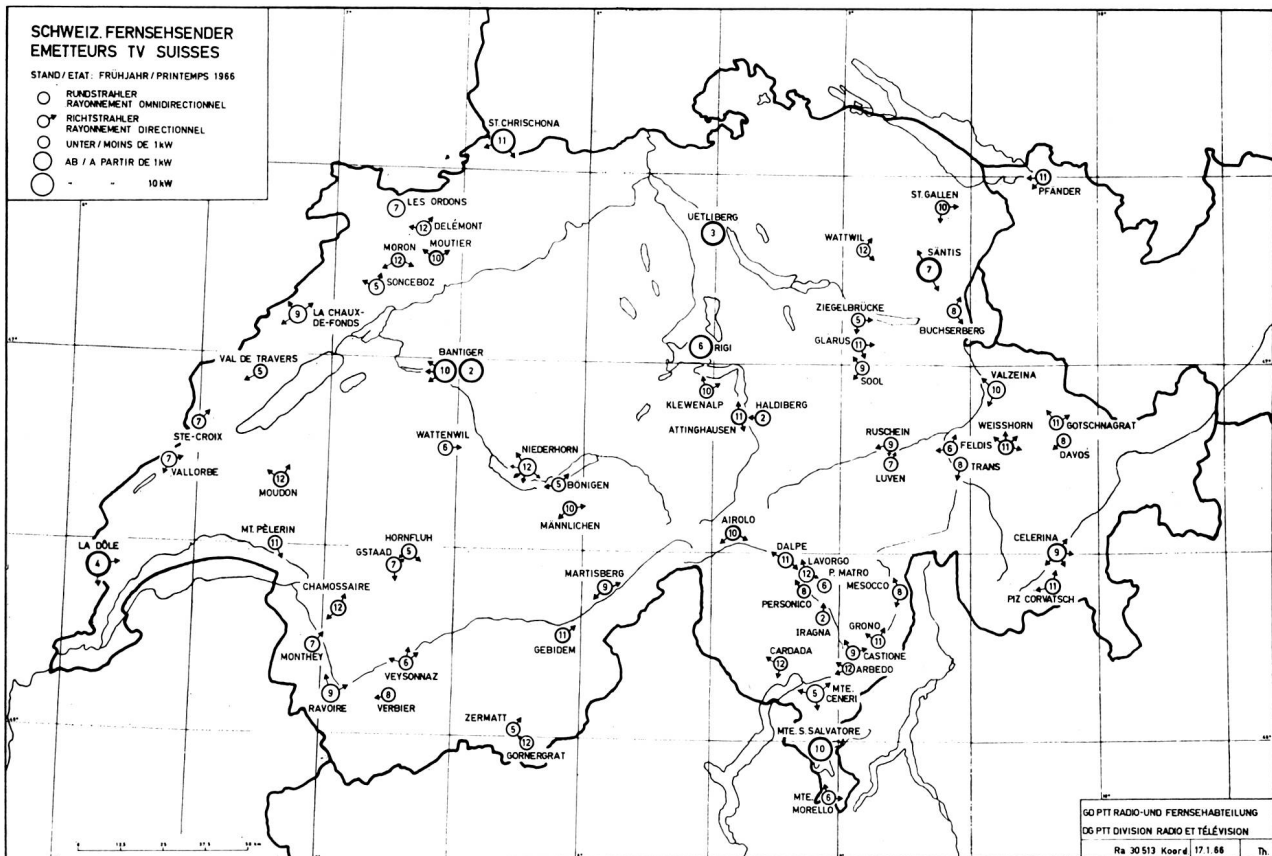 SCHWEIZ. FERNSEHSENDER
EMETTEURS TV SUISSES
STAND / ETAT: FRÜHJAHR / PRINTEMPS 1966
RUNDSTRAHLER
RAYONNEMENT OMNIDIRECTIONNEL
RICHTSTRAHLER
RAYONNEMENT DIRECTIONNEL
UNTER / MOINS DE 1 kW
AB / A PARTIR DE 1 kW
" " 10 kW
ST. CHRISCHONA
11
11
PFÄNDER
7
LES ORDONS
ST. GALLEN
10
12
DELÉMONT
UETLIBERG
3
MORON
12
MOUTIER
10
WATTWIL
12
SÄNTIS
7
5
SONCEBOZ
9
LA CHAUX-
DE-FONDS
ZIEGELBRÜCKE
5
8
BUCHSERBERG
GLARUS
11
6
RIGI
VAL DE TRAVERS
5
BANTIGER
10
2
9
SOOL
10
KLEWENALP
VALZEINA
10
11
ATTINGHAUSEN
HALDIBERG
2
7
STE-CROIX
11
GOTSCHNAGRAT
WEISSHORN
11
8
DAVOS
WATTENWIL
6
RUSCHEIN
9
7
LUVEN
6
FELDIS
8
TRANS
7
VALLORBE
NIEDERHORN
12
12
MOUDON
5
BÖNIGEN
10
MÄNNLICHEN
LA DÔLE
4
MT. PÈLERIN
11
HORNFLUH
5
GSTAAD
7
AIROLO
10
CELERINA
9
DALPE
11
LAVORGO
12
P. MATRO
6
MESOCCO
8
8
PERSONICO
11
PIZ CORVATSCH
MARTISBERG
9
CHAMOSSAIRE
12
2
IRAGNA
11
GEBIDEM
GRONO
11
7
MONTHEY
9
CASTIONE
6
VEYSONNAZ
CARDADA
12
12
ARBEDO
9
RAVOIRE
8
VERBIER
5
MTE.
CENERI
ZERMATT
5
12
GORNERGRAT
MTE. S. SALVATORE
10
MTE.
MORELLO
6
GD PTT RADIO-UND FERNSEHABTEILUNG
DG PTT DIVISION RADIO ET TÉLÉVISION
Ra 30 513 Koord. 17.1.66 Th.